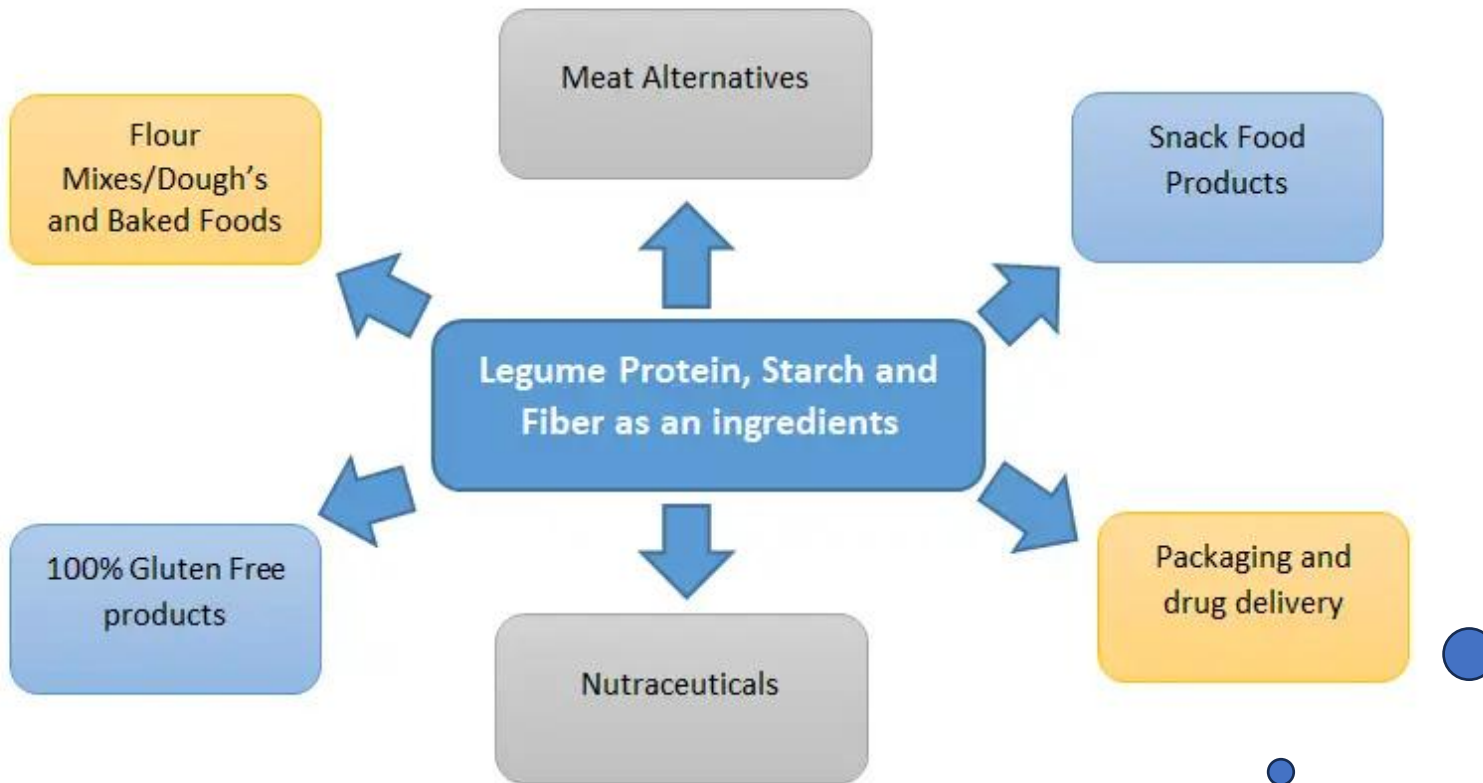 Meat Alternatives
Flour
Mixes/Dough’s
and Baked Foods
Snack Food
Products
Legume Protein, Starch and
Fiber as an ingredients
100% Gluten Free
products
Packaging and
drug delivery
Nutraceuticals